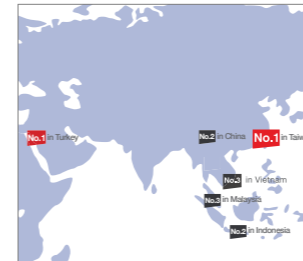 No.1 in Turkey
No.2 in China
No.1 in Taiw
No.3 in Vietnam
No.3 in Malaysia
No.2 in Indonesia